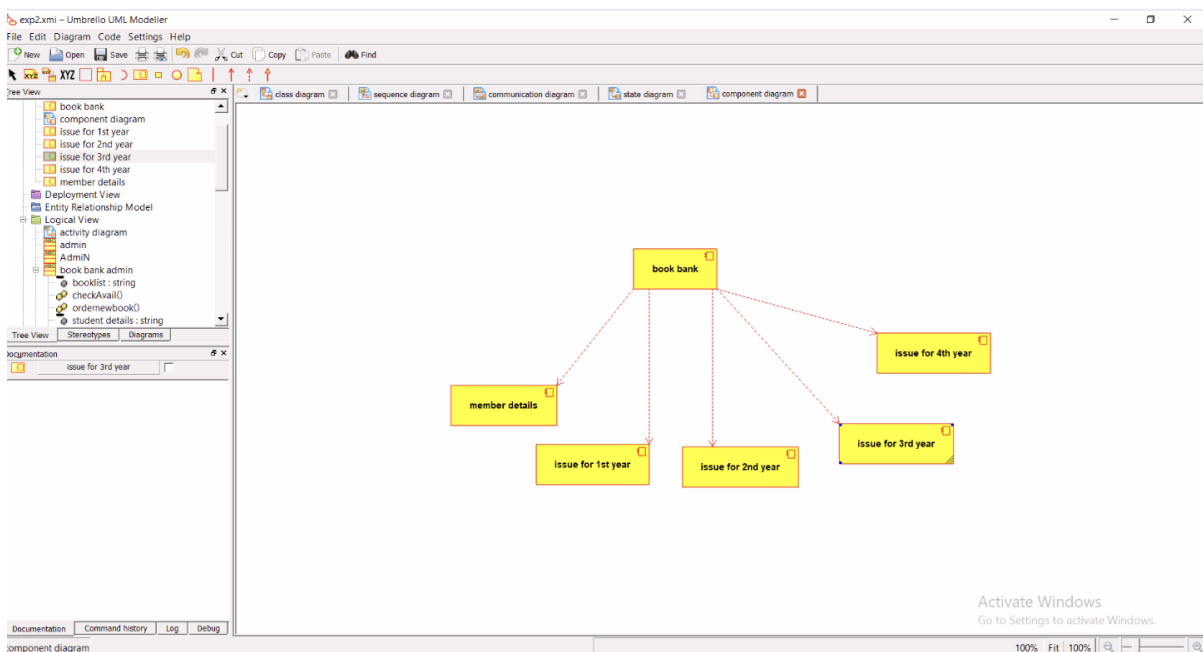 exp2.xmi – Umbrello UML Modeller
File Edit Diagram Code Settings Help
New Open Save Cut Copy Paste Find
XYZ XYZ
Tree View
class diagram sequence diagram communication diagram state diagram component diagram
book bank
component diagram
issue for 1st year
issue for 2nd year
issue for 3rd year
issue for 4th year
member details
Deployment View
Entity Relationship Model
Logical View
activity diagram
admin
AdmiN
book bank admin
booklist : string
checkAvail()
ordernewbook()
student details : string
Tree View Stereotypes Diagrams
Documentation
issue for 3rd year
book bank
issue for 4th year
member details
issue for 3rd year
issue for 1st year
issue for 2nd year
Activate Windows
Go to Settings to activate Windows.
Documentation Command history Log Debug
component diagram
100% Fit 100%